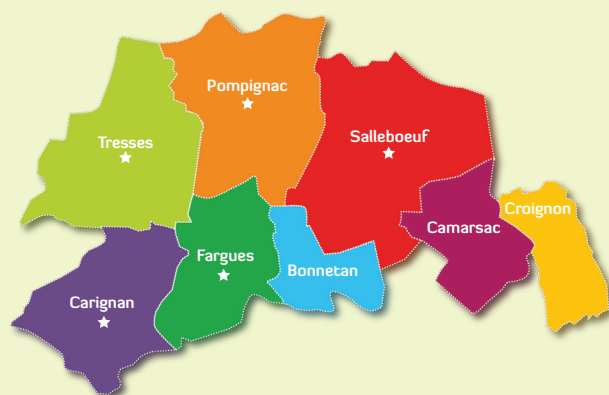 Pompignac
Tresses
Salleboeuf
Croignon
Camarsac
Fargues
Bonnetan
Carignan